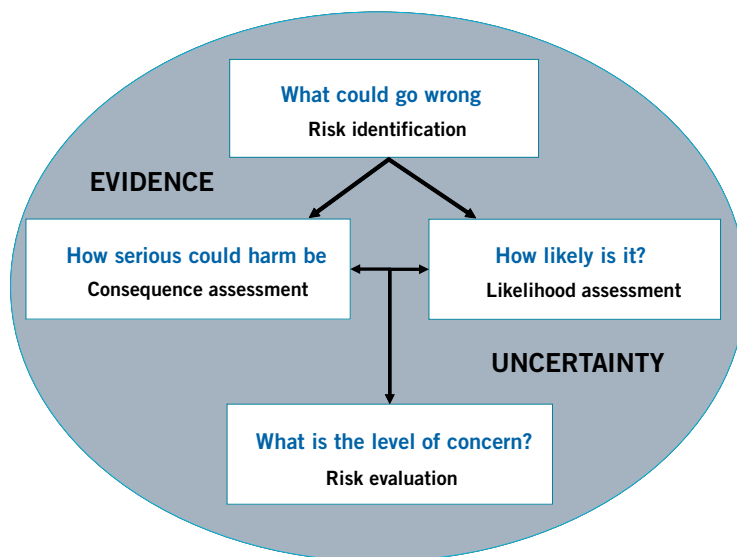 What could go wrong
Risk identification
EVIDENCE
How serious could harm be
Consequence assessment
How likely is it?
Likelihood assessment
UNCERTAINTY
What is the level of concern?
Risk evaluation